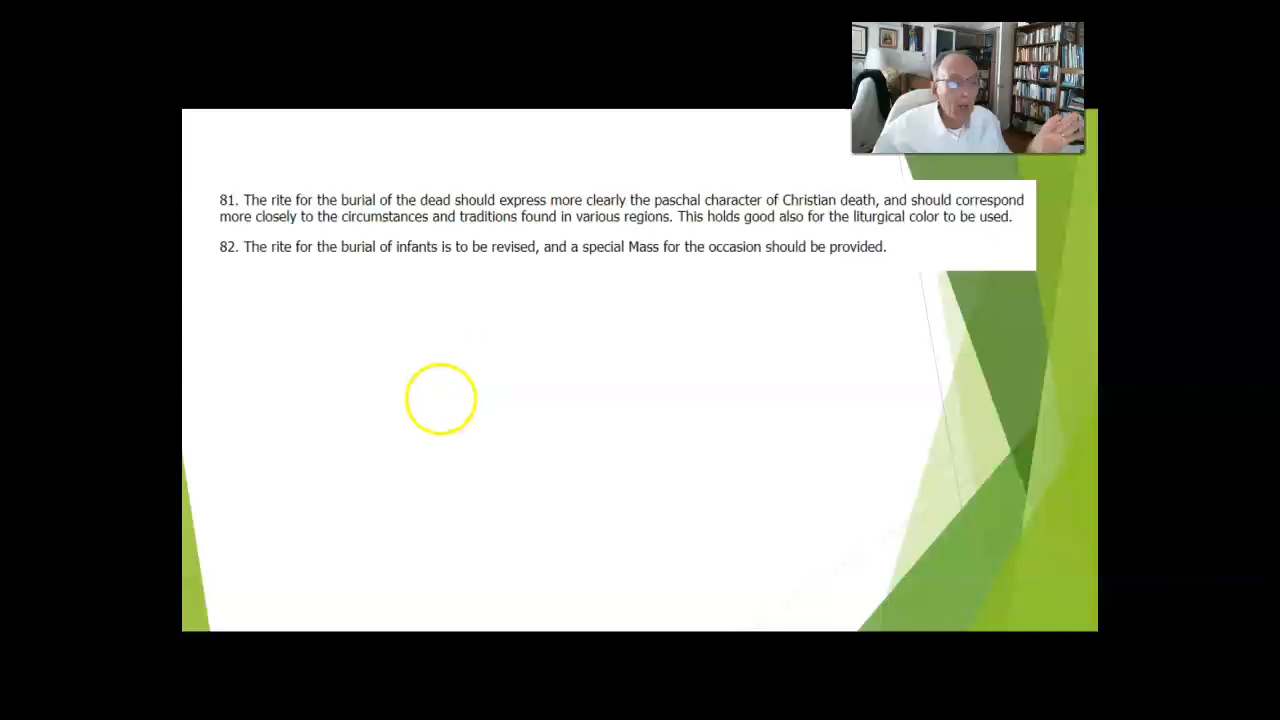 81. The rite for the burial of the dead should express more clearly the paschal character of Christian death, and should correspond
more closely to the circumstances and traditions found in various regions. This holds good also for the liturgical color to be used.
82. The rite for the burial of infants is to be revised, and a special Mass for the occasion should be provided.